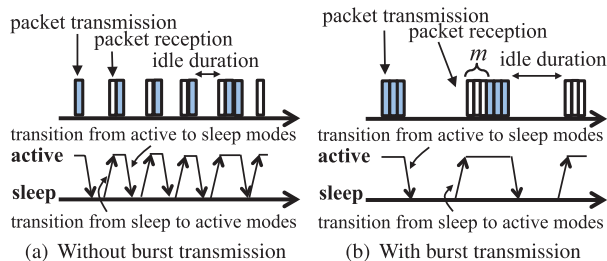 packet transmission
packet reception
idle duration
transition from active to sleep modes
active
sleep
transition from sleep to active modes
(a) Without burst transmission
packet transmission
packet reception
m
idle duration
transition from active to sleep modes
active
sleep
transition from sleep to active modes
(b) With burst transmission